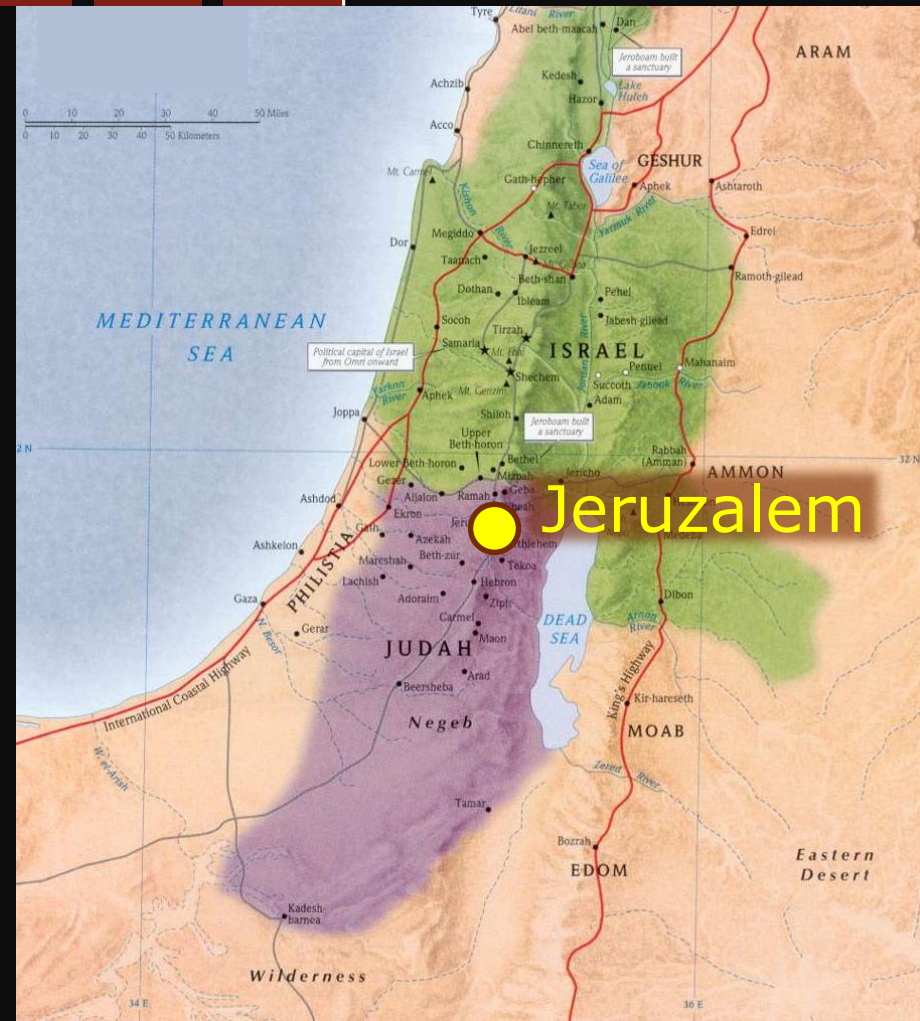 Tyre
Litani River
Dan
Abel beth-maacah
ARAM
Jeroboam built
a sanctuary
Kedesh
Achzib
Lake
Huleh
Hazor
0 10 20 30 40 50 Miles
0 10 20 30 40 50 Kilometers
Acco
Chinnereth
Sea of
Galilee
GESHUR
Mt. Carmel
Gath-hepher
Aphek
Ashtaroth
Kishon
River
Mt. Tabor
Yarmuk River
Megiddo
Edrei
Dor
Jezreel
Taanach
Beth-shan
Ramoth-gilead
Dothan
Ibleam
Pehel
MEDITERRANEAN
SEA
Socoh
Jabesh-gilead
Tirzah
Samaria
Mt. Ebal
ISRAEL
Political capital of Israel
from Omri onward
Jordan River
Mahanaim
Shechem
Penuel
Succoth
Jabbok River
Mt. Gerizim
Yarkon
River
Aphek
Adam
Joppa
Shiloh
Jeroboam built
a sanctuary
Upper
Beth-horon
2 N
Rabbah
(Amman)
32 N
Lower Beth-horon
Bethel
AMMON
Mizpah
Jericho
Gezer
Aijalon
Ramah
Geba
Ashdod
Ekron
Jeruzalem
Gath
Azekah
Ashkelon
Beth-zur
Tekoa
Mareshah
PHILISTIA
Lachish
Hebron
Adoraim
Ziph
Dibon
Gaza
Carmel
DEAD
SEA
Arnon
River
Gerar
N. Besor
JUDAH
Maon
Arad
International Coastal Highway
Beersheba
King's Highway
Kir-hareseth
Negeb
MOAB
W. el-Arish
Zered River
Tamar
Bozrah
EDOM
Eastern
Desert
Kadesh-
barnea
Wilderness
34 E
36 E